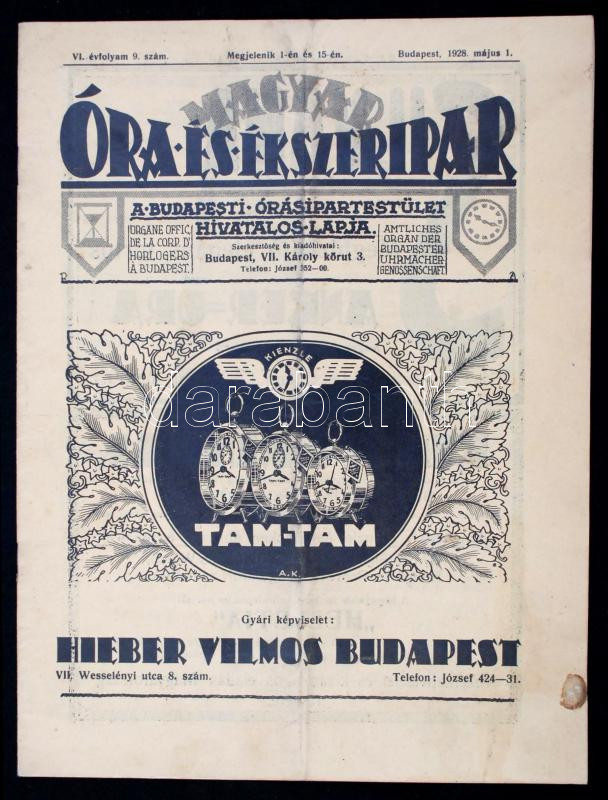 VI. évfolyam 9. szám. Megjelenik 1-én és 15-én. Budapest, 1928. május 1.
MAGYAR
ÓRA-ÉS-ÉKSZERIPAR
A-BUDAPESTI-ÓRÁSIPARTESTÜLET
HIVATALOS-LAPJA.
ORGANE OFFIC.
DE LA CORP. D'
HORLOGERS
À BUDAPEST.
Szerkesztőség és kiadóhivatal:
Budapest, VII. Károly körut 3.
Telefon: József 352—00.
AMTLICHES
ORGAN DER
BUDAPESTER
UHRMACHER-
GENOSSENSCHAFT
KIENZLE
darabanth
TAM-TAM
A.K.
Gyári képviselet:
HIEBER VILMOS BUDAPEST
VII, Wesselényi utca 8. szám. Telefon: József 424—31.